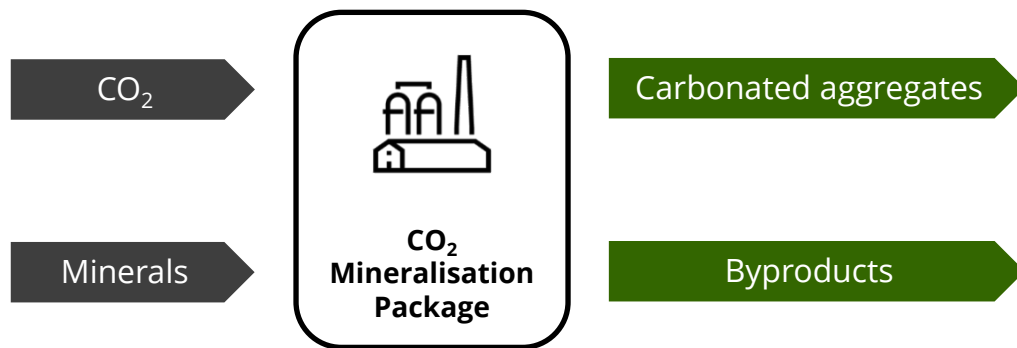 CO₂
Minerals
CO₂
Mineralisation
Package
Carbonated aggregates
Byproducts